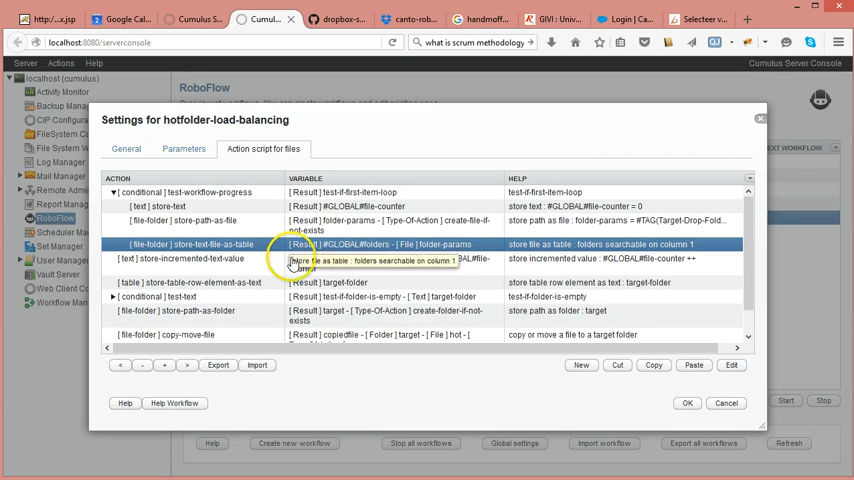 http:/...x.jsp
Google Cal...
Cumulus S...
Cumul...
dropbox-s...
canto-rob...
handmoff...
GIVI : Univ...
Login | Ca...
Selecteer v...
localhost:8080/serverconsole
what is scrum methodology
Server Actions Help
Cumulus Server Console
localhost (cumulus)
Activity Monitor
Backup Mana
CIP Configura
FileSystem Co
FTP Manager
Log Manager
Mail Manager
Remote Admi
Report Manag
RoboFlow
Scheduler Ma
Set Manager
User Manager
Vault Server
Web Client Co
Workflow Man
RoboFlow
EXT WORKFLOW
Settings for hotfolder-load-balancing
General Parameters Action script for files
ACTION VARIABLE HELP
[ conditional ] test-workflow-progress [ Result ] test-if-first-item-loop test-if-first-item-loop
[ text ] store-text [ Result ] #GLOBAL#file-counter store text : #GLOBAL#file-counter = 0
[ file-folder ] store-path-as-file [ Result ] folder-params - [ Type-Of-Action ] create-file-if-not-exists store path as file : folder-params = #TAG(Target-Drop-Fold...
[ file-folder ] store-text-file-as-table [ Result ] #GLOBAL#folders - [ File ] folder-params store file as table : folders searchable on column 1
[ text ] store-incremented-text-value #GLOBAL#file- store incremented value : #GLOBAL#file-counter ++
store file as table : folders searchable on column 1
[ table ] store-table-row-element-as-text [ Result ] target-folder store table row element as text : target-folder
[ conditional ] test-text [ Result ] test-if-folder-is-empty - [ Text ] target-folder test-if-folder-is-empty
[ file-folder ] store-path-as-folder [ Result ] target - [ Type-Of-Action ] create-folder-if-not-exists store path as folder : target
[ file-folder ] copy-move-file [ Result ] copiedfile - [ Folder ] target - [ File ] hot - [ copy or move a file to a target folder
< - + > Export Import New Cut Copy Paste Edit
Help Help Workflow OK Cancel
Start Stop
Help Create new workflow Stop all workflows Global settings Import workflow Export all workflows Refresh